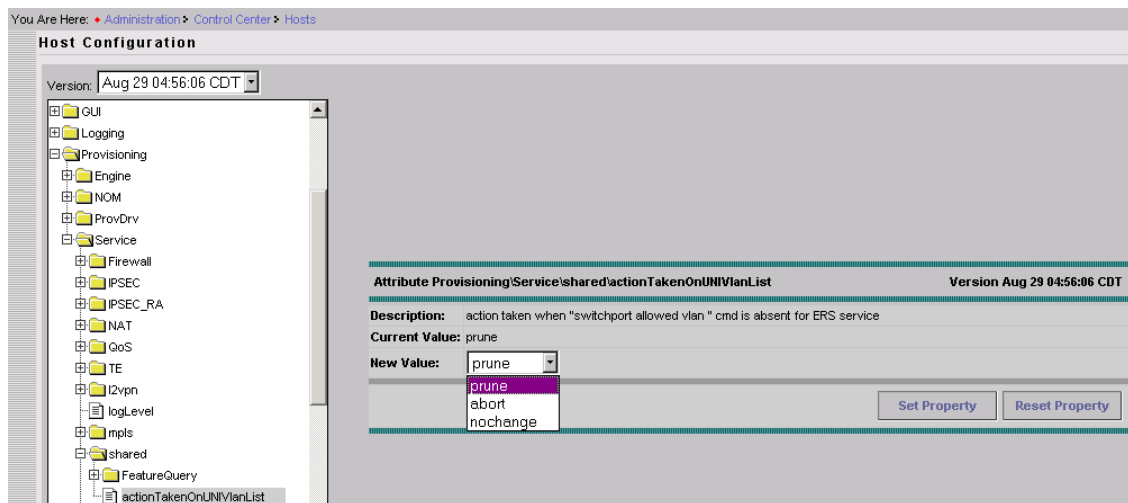 You Are Here: ♦ Administration > Control Center > Hosts
Host Configuration
Version: Aug 29 04:56:06 CDT
GUI
Logging
Provisioning
Engine
NOM
ProvDrv
Service
Firewall
IPSEC
IPSEC_RA
NAT
QoS
TE
l2vpn
logLevel
mpls
shared
FeatureQuery
actionTakenOnUNIVlanList
Attribute Provisioning\Service\shared\actionTakenOnUNIVlanList Version Aug 29 04:56:06 CDT
Description: action taken when "switchport allowed vlan " cmd is absent for ERS service
Current Value: prune
New Value: prune
prune
abort
nochange
Set Property Reset Property